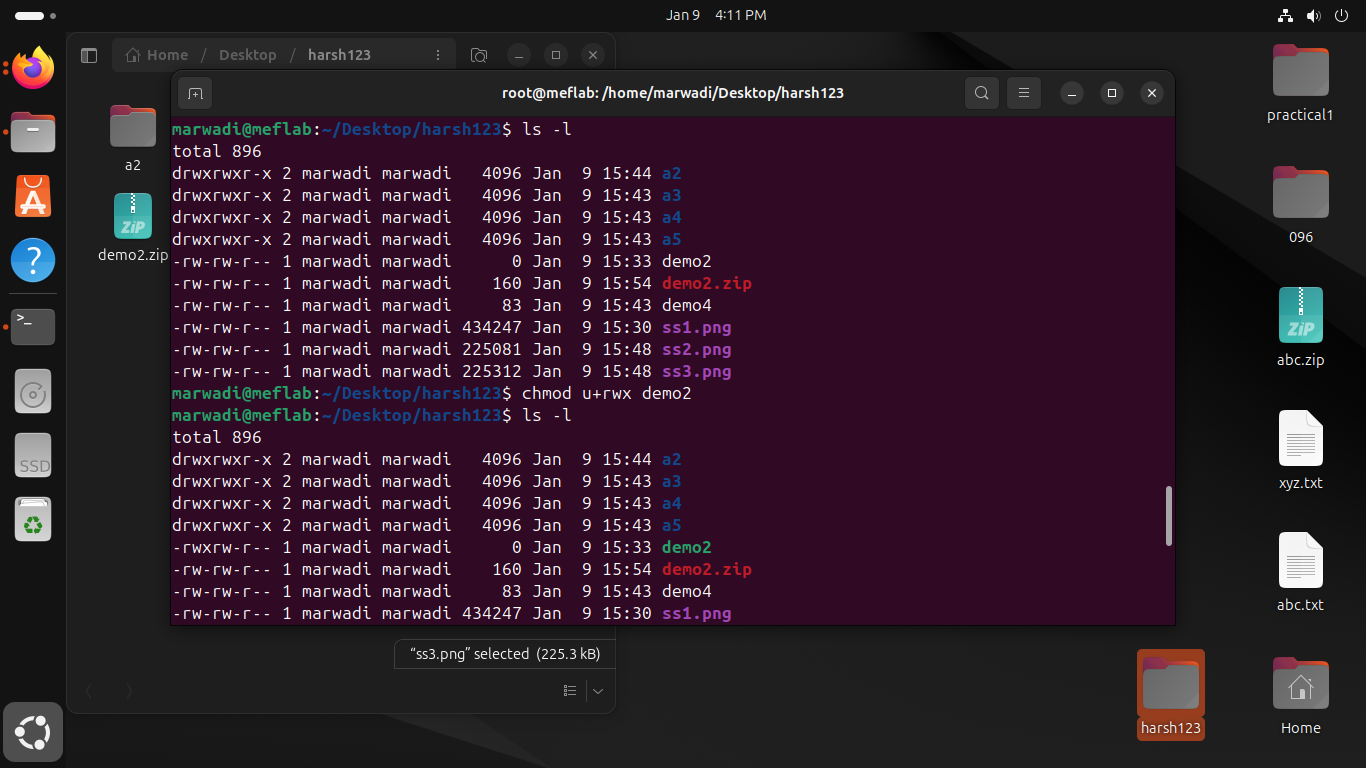 Jan 9 4:11 PM
Home / Desktop / harsh123
root@meflab: /home/marwadi/Desktop/harsh123
marwadi@meflab:~/Desktop/harsh123$ ls -l
total 896
drwxrwxr-x 2 marwadi marwadi   4096 Jan  9 15:44 a2
drwxrwxr-x 2 marwadi marwadi   4096 Jan  9 15:43 a3
drwxrwxr-x 2 marwadi marwadi   4096 Jan  9 15:43 a4
drwxrwxr-x 2 marwadi marwadi   4096 Jan  9 15:43 a5
-rw-rw-r-- 1 marwadi marwadi      0 Jan  9 15:33 demo2
-rw-rw-r-- 1 marwadi marwadi    160 Jan  9 15:54 demo2.zip
-rw-rw-r-- 1 marwadi marwadi     83 Jan  9 15:43 demo4
-rw-rw-r-- 1 marwadi marwadi 434247 Jan  9 15:30 ss1.png
-rw-rw-r-- 1 marwadi marwadi 225081 Jan  9 15:48 ss2.png
-rw-rw-r-- 1 marwadi marwadi 225312 Jan  9 15:48 ss3.png
marwadi@meflab:~/Desktop/harsh123$ chmod u+rwx demo2
marwadi@meflab:~/Desktop/harsh123$ ls -l
total 896
drwxrwxr-x 2 marwadi marwadi   4096 Jan  9 15:44 a2
drwxrwxr-x 2 marwadi marwadi   4096 Jan  9 15:43 a3
drwxrwxr-x 2 marwadi marwadi   4096 Jan  9 15:43 a4
drwxrwxr-x 2 marwadi marwadi   4096 Jan  9 15:43 a5
-rwxrw-r-- 1 marwadi marwadi      0 Jan  9 15:33 demo2
-rw-rw-r-- 1 marwadi marwadi    160 Jan  9 15:54 demo2.zip
-rw-rw-r-- 1 marwadi marwadi     83 Jan  9 15:43 demo4
-rw-rw-r-- 1 marwadi marwadi 434247 Jan  9 15:30 ss1.png
a2
ZiP
demo2.zip
“ss3.png” selected (225.3 kB)
>_
?
SSD
practical1
096
ZiP
abc.zip
xyz.txt
abc.txt
harsh123
Home